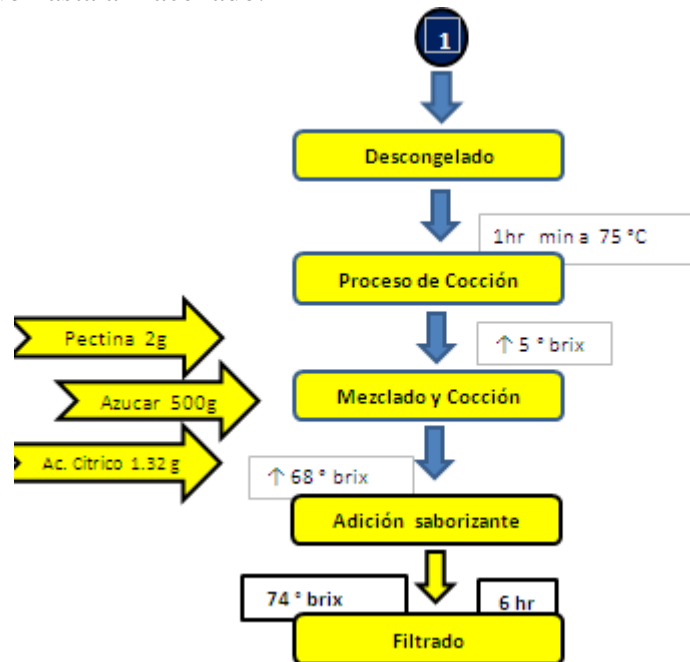 1
Descongelado
1hr min a 75 °C
Proceso de Cocción
Pectina 2g
↑ 5 ° brix
Azucar 500g
Mezclado y Cocción
Ac. Citrico 1.32 g
↑ 68 ° brix
Adición saborizante
74 ° brix
6 hr
Filtrado